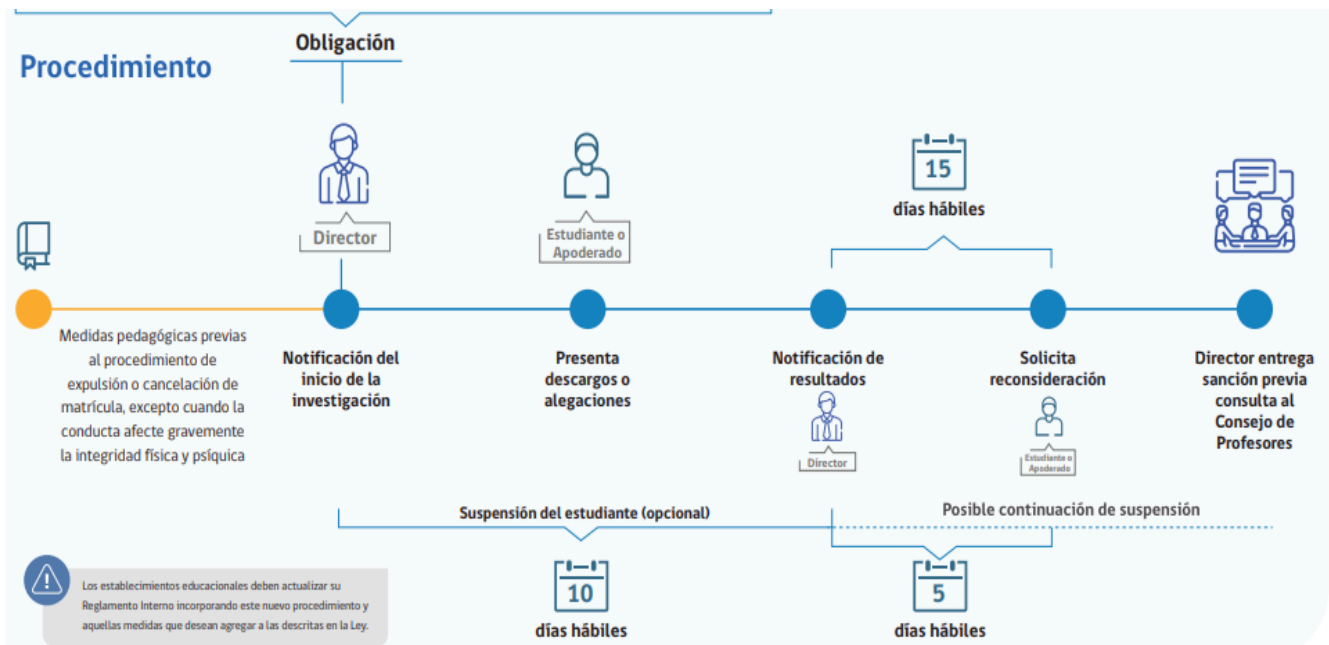 Obligación
Procedimiento
Director
Estudiante o
Apoderado
15
días hábiles
Medidas pedagógicas previas
al procedimiento de
expulsión o cancelación de
matrícula, excepto cuando la
conducta afecte gravemente
la integridad física y psíquica
Notificación del
inicio de la
investigación
Presenta
descargos o
alegaciones
Notificación de
resultados
Director
Solicita
reconsideración
Estudiante o
Apoderado
Director entrega
sanción previa
consulta al
Consejo de
Profesores
Suspensión del estudiante (opcional)
Posible continuación de suspensión
10
días hábiles
5
días hábiles
Los establecimientos educacionales deben actualizar su
Reglamento Interno incorporando este nuevo procedimiento y
aquellas medidas que desean agregar a las descritas en la Ley.